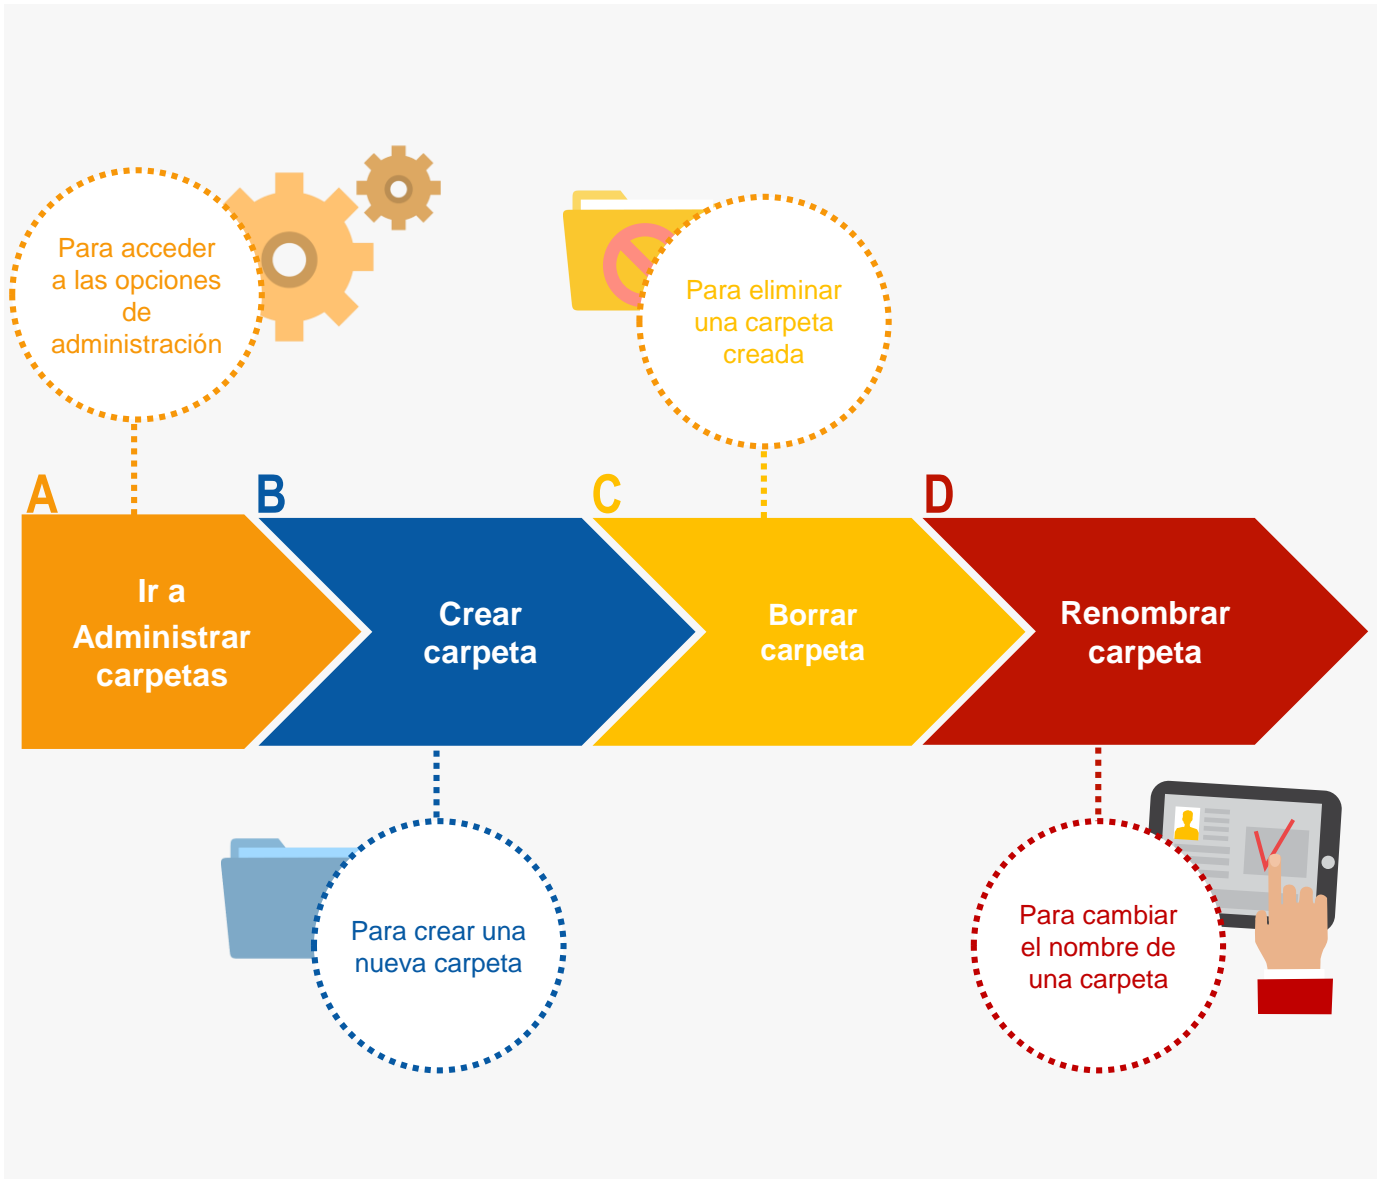 Para acceder
a las opciones
de
administración
Para eliminar
una carpeta
creada
A
Ir a
Administrar
carpetas
B
Crear
carpeta
C
Borrar
carpeta
D
Renombrar
carpeta
Para crear una
nueva carpeta
Para cambiar
el nombre de
una carpeta